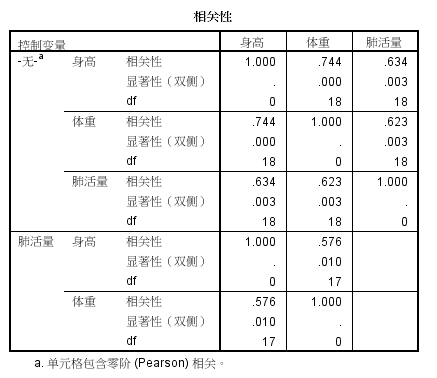 相关性
控制变量 身高 体重 肺活量
-无-a 身高 相关性 1.000 .744 .634
显著性（双侧） . .000 .003
df 0 18 18
体重 相关性 .744 1.000 .623
显著性（双侧） .000 . .003
df 18 0 18
肺活量 相关性 .634 .623 1.000
显著性（双侧） .003 .003 .
df 18 18 0
肺活量 身高 相关性 1.000 .576
显著性（双侧） . .010
df 0 17
体重 相关性 .576 1.000
显著性（双侧） .010 .
df 17 0
a. 单元格包含零阶 (Pearson) 相关。